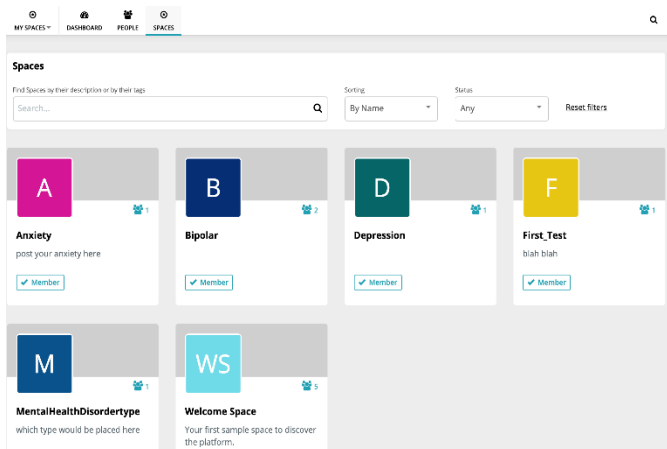 MY SPACES DASHBOARD PEOPLE SPACES
Spaces
Find Spaces by their description or by their tags Sorting Status
Search... By Name Any Reset filters
A B D F
1 2 1 1
Anxiety Bipolar Depression First_Test
post your anxiety here blah blah
Member Member Member Member
M WS
1 5
MentalHealthDisordertype Welcome Space
which type would be placed here Your first sample space to discover
the platform.